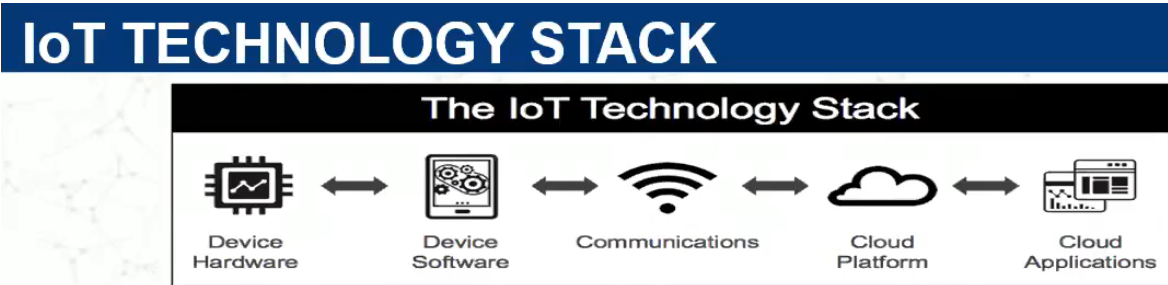 IoT TECHNOLOGY STACK
The IoT Technology Stack
Device
Hardware
Device
Software
Communications
Cloud
Platform
Cloud
Applications